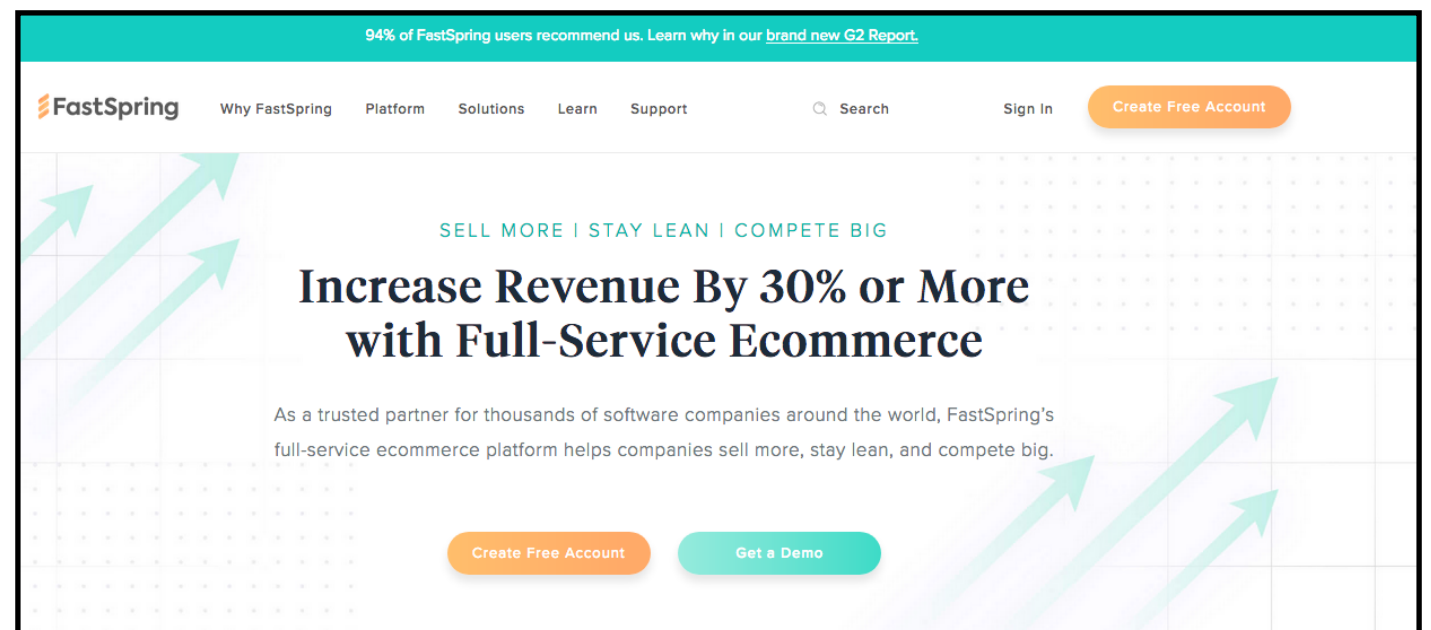 94% of FastSpring users recommend us. Learn why in our brand new G2 Report.
FastSpring Why FastSpring Platform Solutions Learn Support Search Sign In Create Free Account
SELL MORE | STAY LEAN | COMPETE BIG
Increase Revenue By 30% or More
with Full-Service Ecommerce
As a trusted partner for thousands of software companies around the world, FastSpring’s
full-service ecommerce platform helps companies sell more, stay lean, and compete big.
Create Free Account Get a Demo